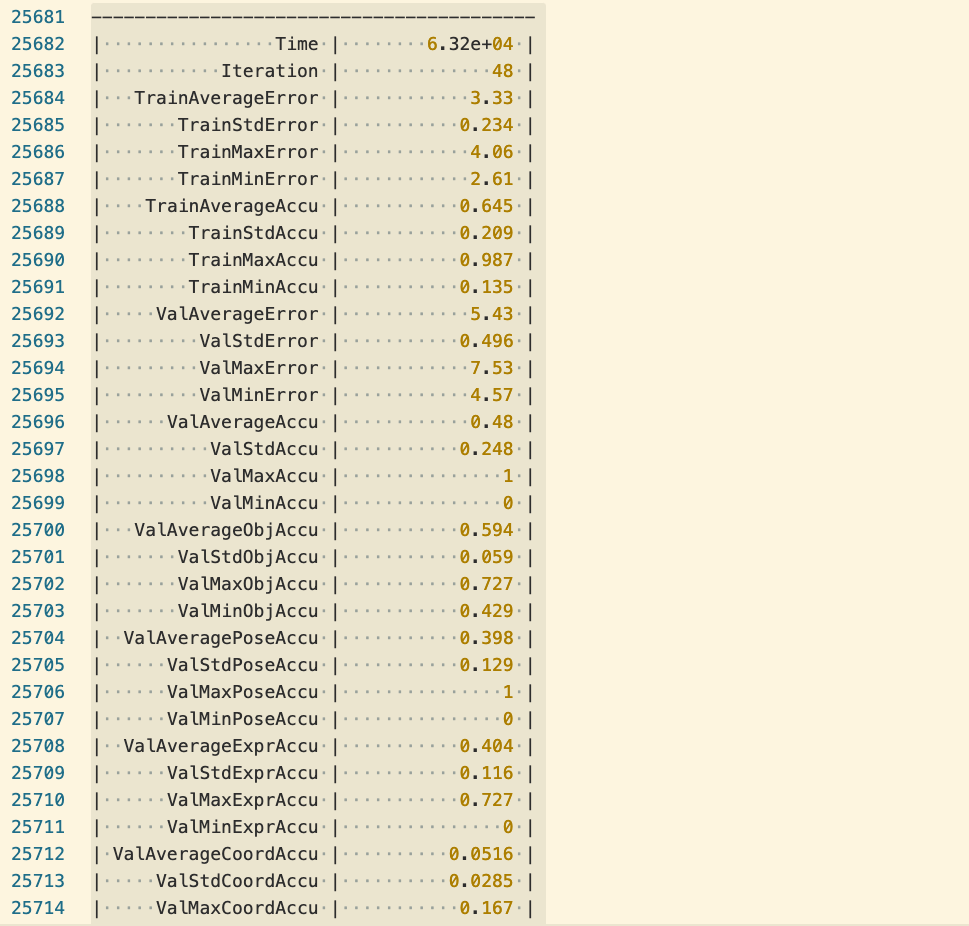 25681 ---------------------------------------
25682 | Time | 6.32e+04 |
25683 | Iteration | 48 |
25684 | TrainAverageError | 3.33 |
25685 | TrainStdError | 0.234 |
25686 | TrainMaxError | 4.06 |
25687 | TrainMinError | 2.61 |
25688 | TrainAverageAccu | 0.645 |
25689 | TrainStdAccu | 0.209 |
25690 | TrainMaxAccu | 0.987 |
25691 | TrainMinAccu | 0.135 |
25692 | ValAverageError | 5.43 |
25693 | ValStdError | 0.496 |
25694 | ValMaxError | 7.53 |
25695 | ValMinError | 4.57 |
25696 | ValAverageAccu | 0.48 |
25697 | ValStdAccu | 0.248 |
25698 | ValMaxAccu | 1 |
25699 | ValMinAccu | 0 |
25700 | ValAverageObjAccu | 0.594 |
25701 | ValStdObjAccu | 0.059 |
25702 | ValMaxObjAccu | 0.727 |
25703 | ValMinObjAccu | 0.429 |
25704 | ValAveragePoseAccu | 0.398 |
25705 | ValStdPoseAccu | 0.129 |
25706 | ValMaxPoseAccu | 1 |
25707 | ValMinPoseAccu | 0 |
25708 | ValAverageExprAccu | 0.404 |
25709 | ValStdExprAccu | 0.116 |
25710 | ValMaxExprAccu | 0.727 |
25711 | ValMinExprAccu | 0 |
25712 | ValAverageCoordAccu | 0.0516 |
25713 | ValStdCoordAccu | 0.0285 |
25714 | ValMaxCoordAccu | 0.167 |